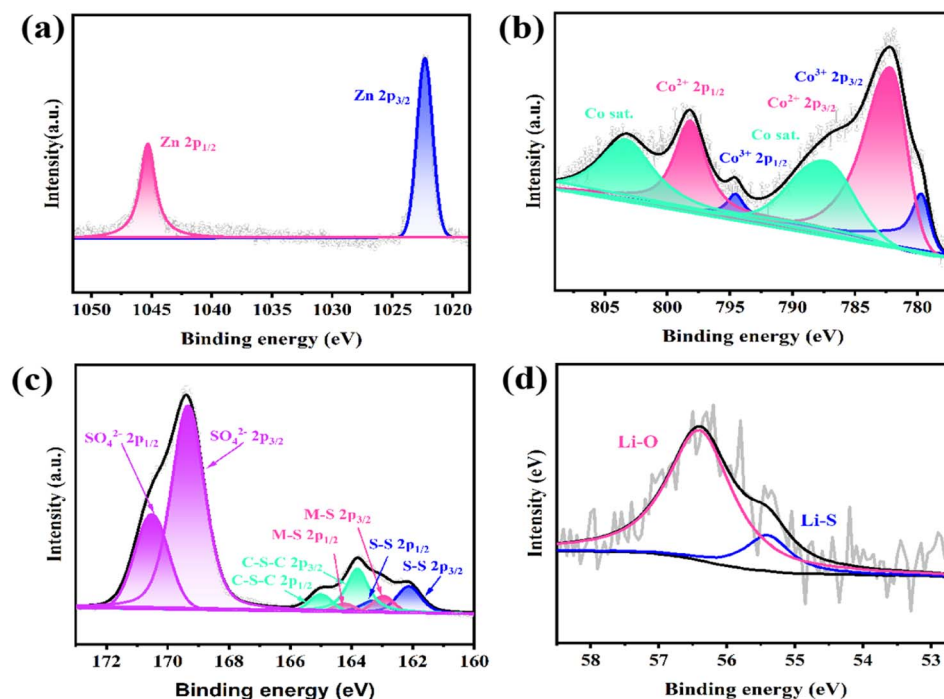 (a)
Intensity(a.u.)
Zn 2p1/2
Zn 2p3/2
1050 1045 1040 1035 1030 1025 1020
Binding energy (eV)
(b)
Intensity (a.u.)
Co sat.
Co2+ 2p1/2
Co3+ 2p1/2
Co sat.
Co3+ 2p3/2
Co2+ 2p3/2
805 800 795 790 785 780
Binding energy (eV)
(c)
Intensity (a.u.)
SO42- 2p1/2
SO42- 2p3/2
M-S 2p3/2
M-S 2p1/2
S-S 2p1/2
C-S-C 2p3/2
S-S 2p3/2
C-S-C 2p1/2
172 170 168 166 164 162 160
Binding energy (eV)
(d)
Intensity (eV)
Li-O
Li-S
58 57 56 55 54 53
Binding energy (eV)